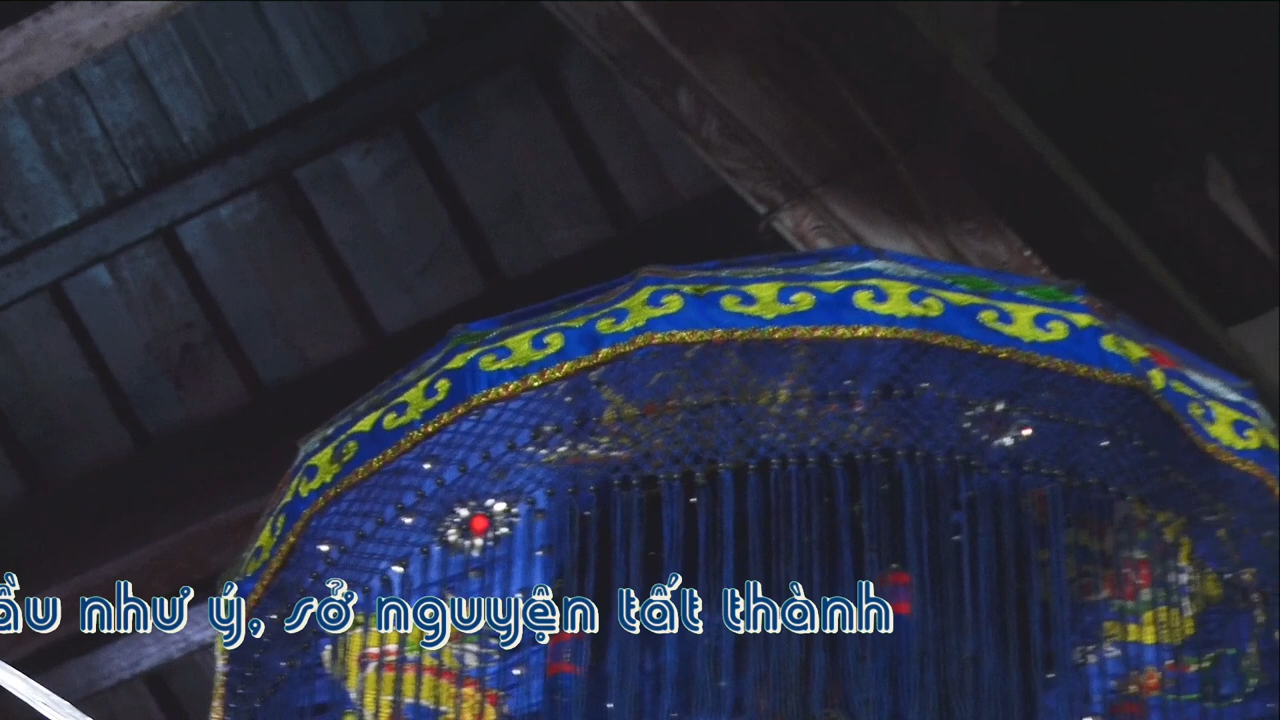 ầu như ý, sở nguyện tất thành